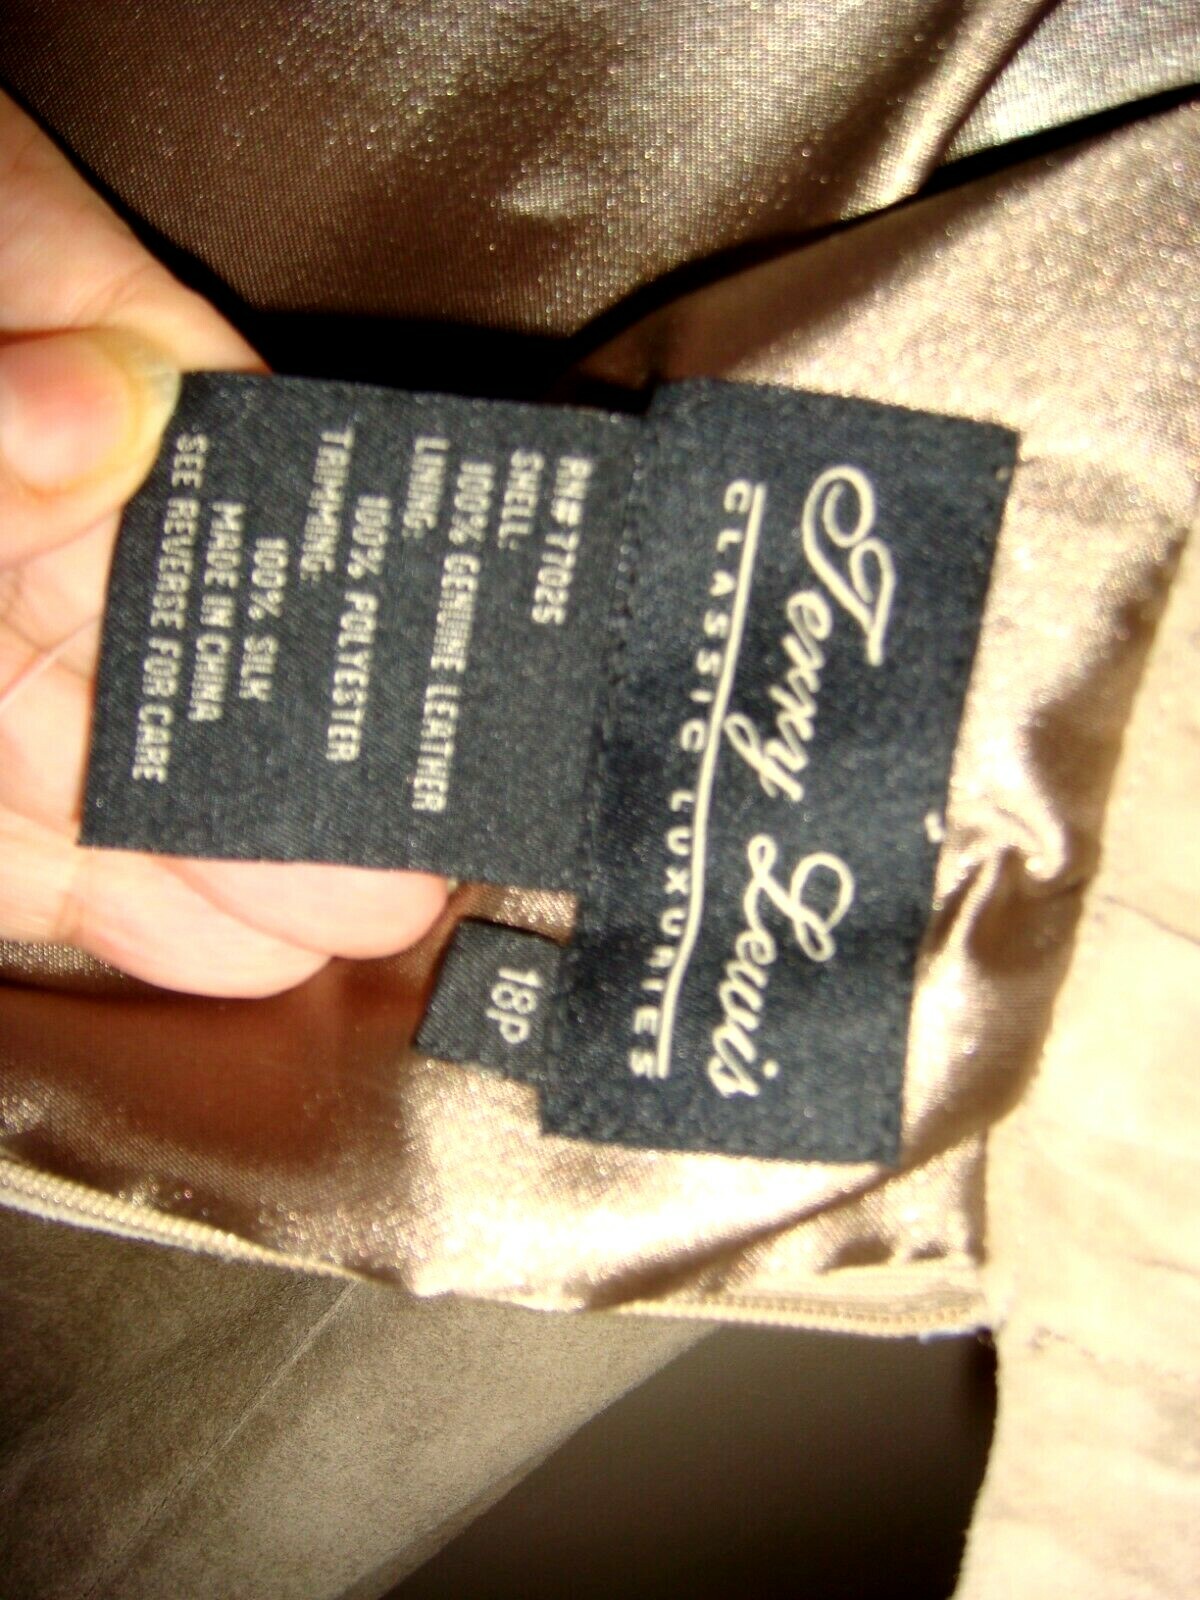 Terry Lewis
CLASSIC LUXURIES
18P
RN# 77025
SHELL:
100% GENUINE LEATHER
LINING:
100% POLYESTER
TRIMMING:
100% SILK
MADE IN CHINA
SEE REVERSE FOR CARE